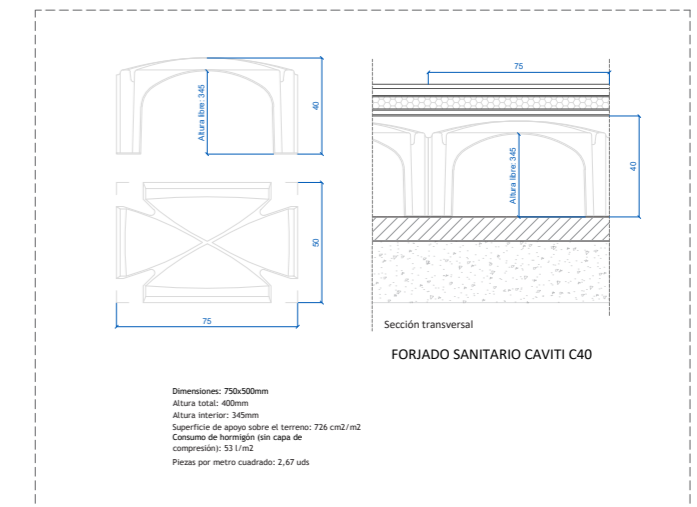 75
Altura libre: 345
40
Altura libre: 345
40
50
75
Sección transversal
FORJADO SANITARIO CAVITI C40
Dimensiones: 750x500mm
Altura total: 400mm
Altura interior: 345mm
Superficie de apoyo sobre el terreno: 726 cm2/m2
Consumo de hormigón (sin capa de
compresión): 53 l/m2
Piezas por metro cuadrado: 2,67 uds